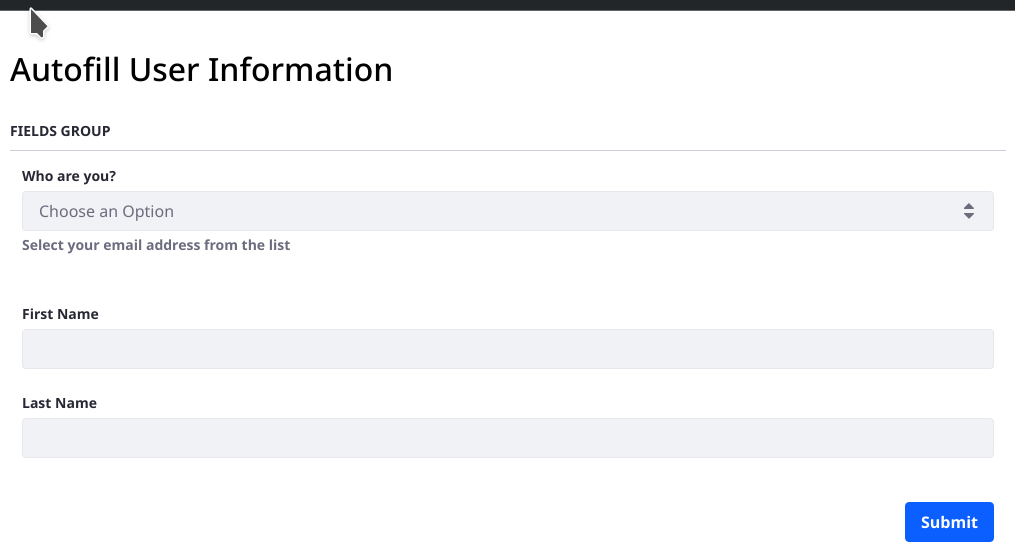 Autofill User Information
FIELDS GROUP
Who are you?
Choose an Option
Select your email address from the list
First Name
Last Name
Submit